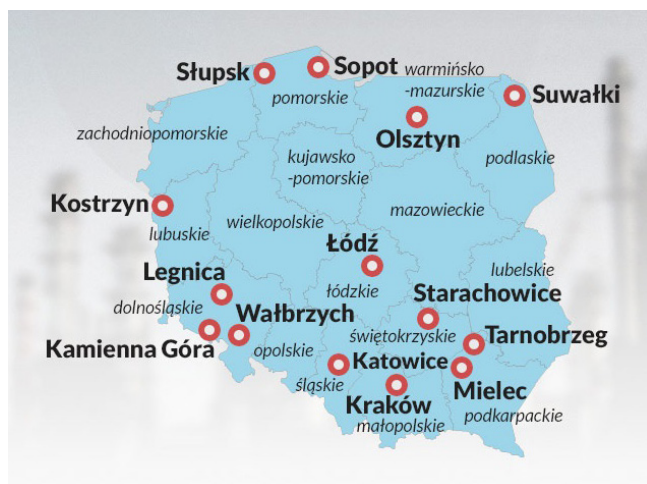 Słupsk
Sopot
warmińsko
-mazurskie
Suwałki
pomorskie
Olsztyn
zachodniopomorskie
kujawsko
-pomorskie
podlaskie
Kostrzyn
wielkopolskie
mazowieckie
lubuskie
Łódź
Legnica
łódzkie
lubelskie
dolnośląskie
Wałbrzych
Starachowice
Kamienna Góra
opolskie
świętokrzyskie
Tarnobrzeg
Katowice
śląskie
Kraków
Mielec
małopolskie
podkarpackie